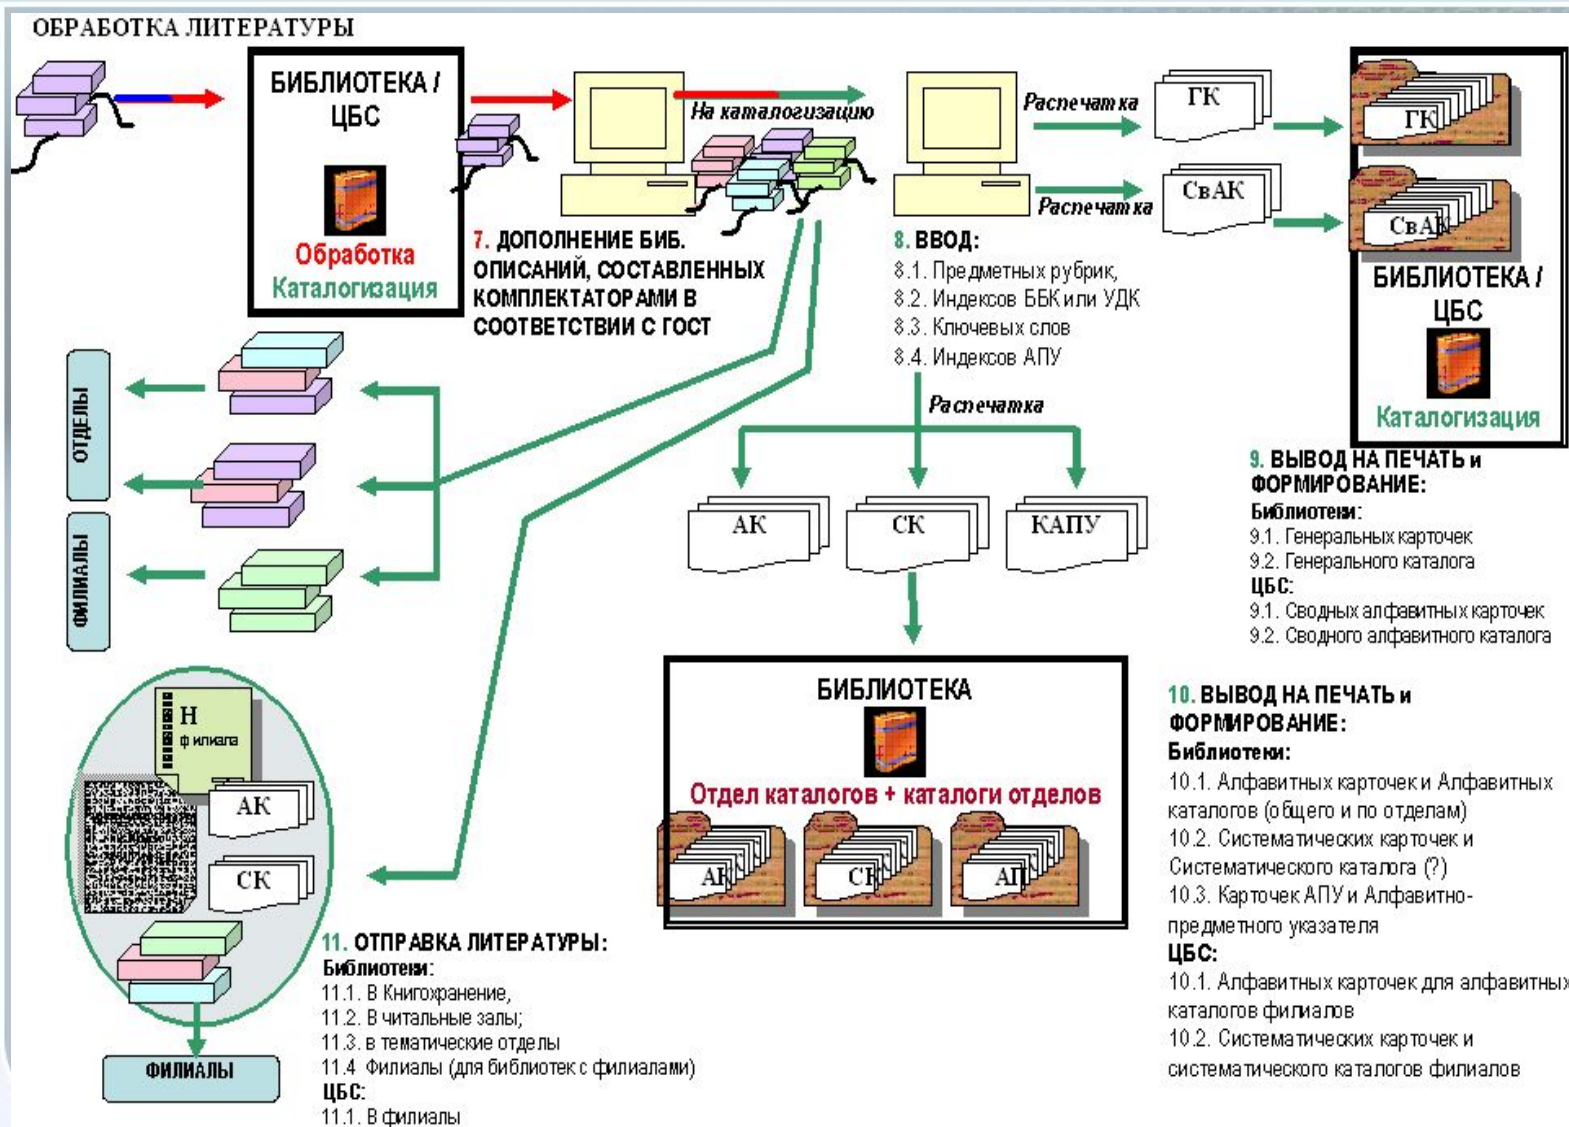 ОБРАБОТКА ЛИТЕРАТУРЫ
БИБЛИОТЕКА /
ЦБС
Обработка
Каталогизация
На каталогизацию
7. ДОПОЛНЕНИЕ БИБ.
ОПИСАНИЙ, СОСТАВЛЕННЫХ
КОМПЛЕКТАТОРАМИ В
СООТВЕТСТВИИ С ГОСТ
8. ВВОД:
8.1. Предметных рубрик,
8.2. Индексов ББК или УДК
8.3. Ключевых слов
8.4. Индексов АПУ
Распечатка
ГК
Распечатка
СвАК
ГК
СвАК
БИБЛИОТЕКА /
ЦБС
Каталогизация
Распечатка
АК
СК
КАПУ
ОТДЕЛЫ
ФИЛИАЛЫ
9. ВЫВОД НА ПЕЧАТЬ и
ФОРМИРОВАНИЕ:
Библиотеки:
9.1. Генеральных карточек
9.2. Генерального каталога
ЦБС:
9.1. Сводных алфавитных карточек
9.2. Сводного алфавитного каталога
БИБЛИОТЕКА
Отдел каталогов + каталоги отделов
АК
СК
АП
10. ВЫВОД НА ПЕЧАТЬ и
ФОРМИРОВАНИЕ:
Библиотеки:
10.1. Алфавитных карточек и Алфавитных
каталогов (общего и по отделам)
10.2. Систематических карточек и
Систематического каталога (?)
10.3. Карточек АПУ и Алфавитно-
предметного указателя
ЦБС:
10.1. Алфавитных карточек для алфавитных
каталогов филиалов
10.2. Систематических карточек и
систематического каталогов филиалов
Н
филиала
АК
СК
ФИЛИАЛЫ
11. ОТПРАВКА ЛИТЕРАТУРЫ:
Библиотеки:
11.1. В Книгохранение,
11.2. В читальные залы;
11.3. в тематические отделы
11.4 Филиалы (для библиотек с филиалами)
ЦБС:
11.1. В филиалы